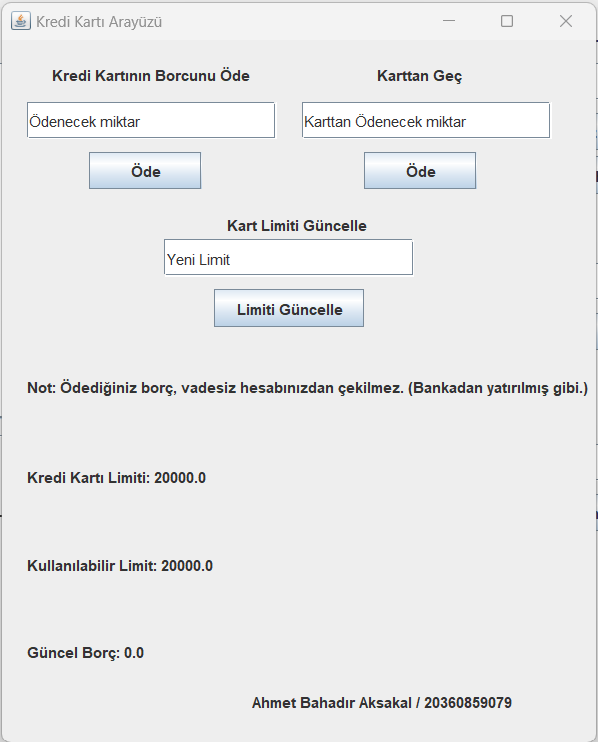 Kredi Kartı Arayüzü
Kredi Kartının Borcunu Öde
Karttan Geç
Ödenecek miktar
Karttan Ödenecek miktar
Öde
Öde
Kart Limiti Güncelle
Yeni Limit
Limiti Güncelle
Not: Ödediğiniz borç, vadesiz hesabınızdan çekilmez. (Bankadan yatırılmış gibi.)
Kredi Kartı Limiti: 20000.0
Kullanılabilir Limit: 20000.0
Güncel Borç: 0.0
Ahmet Bahadır Aksakal / 20360859079